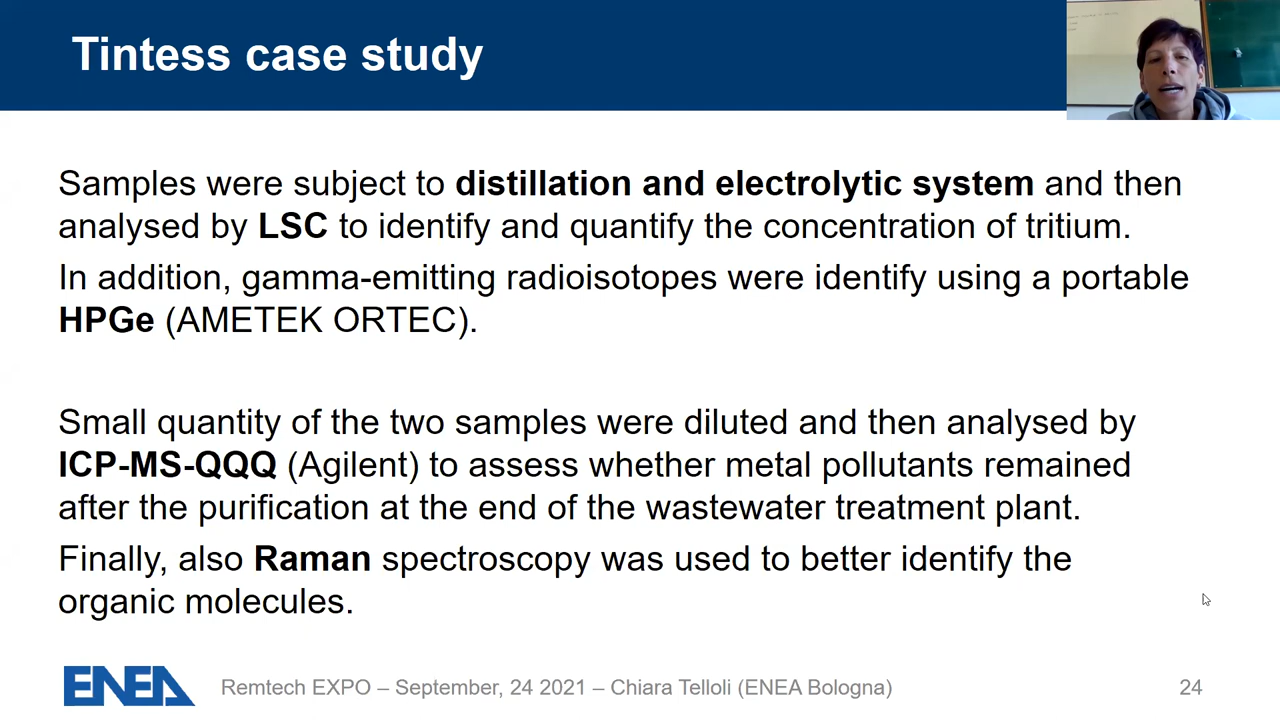 Tintess case study
Samples were subject to distillation and electrolytic system and then
analysed by LSC to identify and quantify the concentration of tritium.
In addition, gamma-emitting radioisotopes were identify using a portable
HPGe (AMETEK ORTEC).
Small quantity of the two samples were diluted and then analysed by
ICP-MS-QQQ (Agilent) to assess whether metal pollutants remained
after the purification at the end of the wastewater treatment plant.
Finally, also Raman spectroscopy was used to better identify the
organic molecules.
ENEA
Remtech EXPO – September, 24 2021 – Chiara Telloli (ENEA Bologna)
24